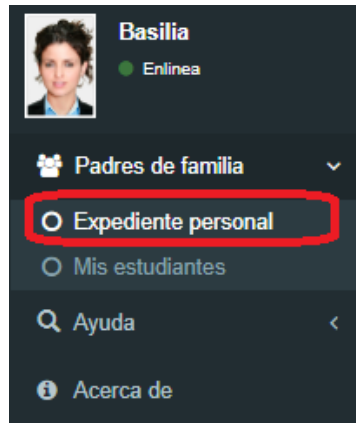 Basilia
Enlinea
Padres de familia
Expediente personal
Mis estudiantes
Ayuda
Acerca de